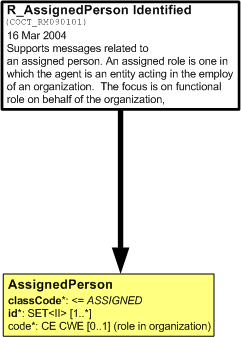 R_AssignedPerson Identified
(COCT_RM090101)
16 Mar 2004
Supports messages related to
an assigned person. An assigned role is one in
which the agent is an entity acting in the employ
of an organization. The focus is on functional
role on behalf of the organization,
AssignedPerson
classCode*: <= ASSIGNED
id*: SET<II> [1..*]
code*: CE CWE [0..1] (role in organization)